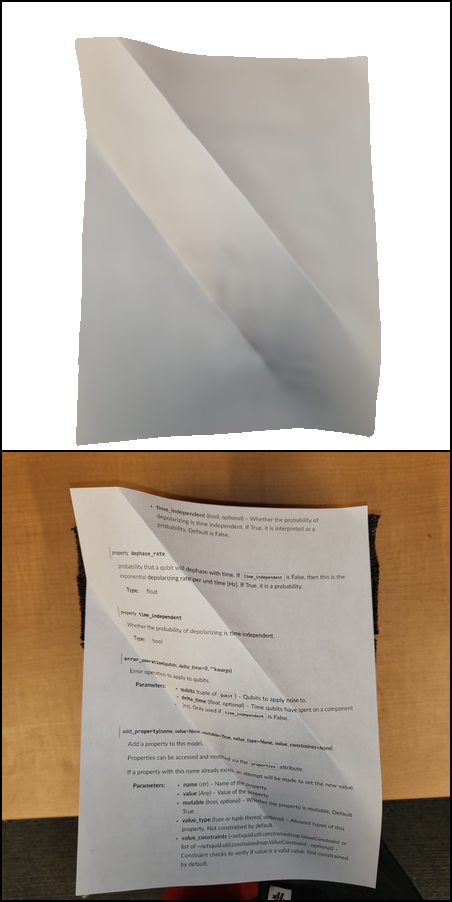 • time_independent (bool, optional) – Whether the probability of
depolarizing is time independent. If True, it is interpreted as a
probability. Default is False.
property dephase_rate
probability that a qubit will dephase with time. If time_independent is False, then this is the
exponential depolarizing rate per unit time [Hz]. If True, it is a probability.
Type: float
property time_independent
Whether the probability of depolarizing is time independent.
Type: bool
error_operation(qubits, delta_time=0, **kwargs)
Error operation to apply to qubits.
Parameters: • qubits (tuple of Qubit) – Qubits to apply noise to.
• delta_time (float, optional) – Time qubits have spent on a component
[ns]. Only used if time_independent is False.
add_property(name, value=None, mutable=True, value_type=None, value_constraints=None)
Add a property to this model.
Properties can be accessed and modified via the properties attribute.
If a property with this name already exists, an attempt will be made to set the new value
Parameters: • name (str) – Name of the property.
• value (Any) – Value of the property.
• mutable (bool, optional) – Whether the property is mutable. Default
True.
• value_type (type or tuple thereof, optional) – Allowed types of this
property. Not constrained by default.
• value_constraints (~netsquid.util.constrainedmap.ValueConstraint or
list of ~netsquid.util.constrainedmap.ValueConstraint , optional) –
Constraint checks to verify if value is a valid value. Not constrained
by default.